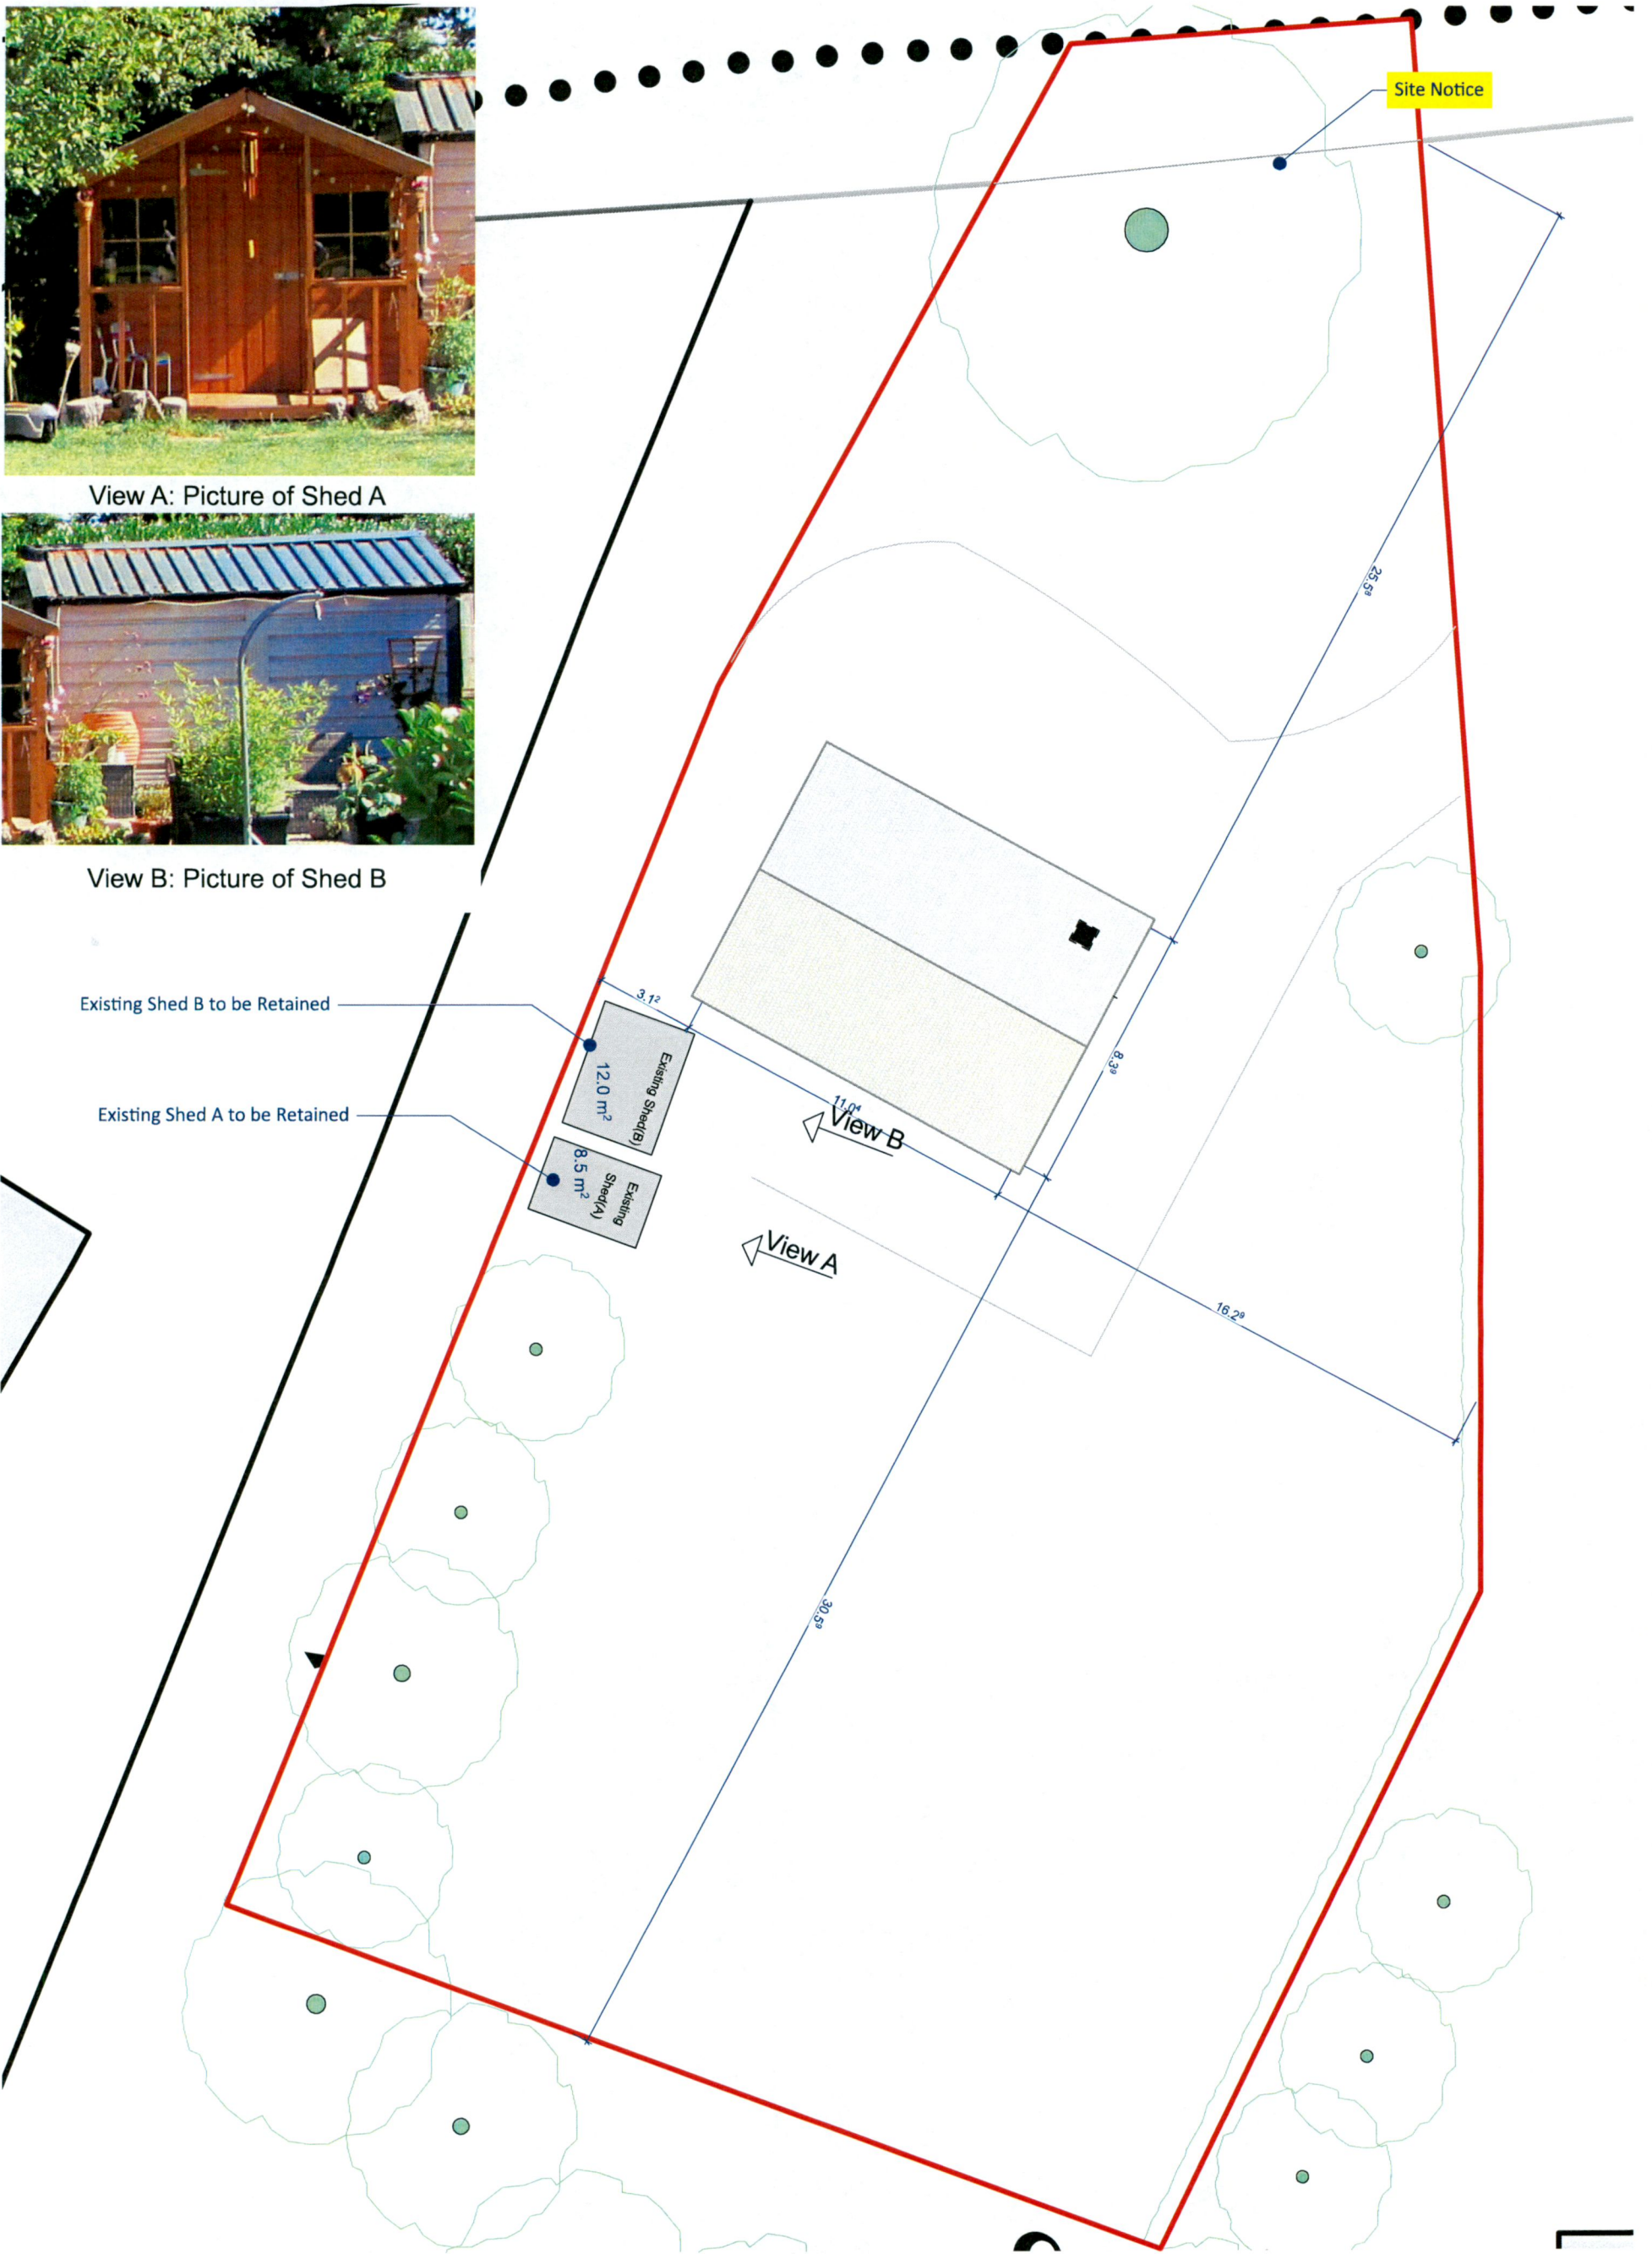 Site Notice
View A: Picture of Shed A
25.5⁸
View B: Picture of Shed B
Existing Shed B to be Retained
3.1²
Existing Shed(B)
12.0 m²
8.3⁹
11.0⁴
View B
Existing Shed A to be Retained
8.5 m²
Existing
Shed(A)
View A
16.2⁹
30.5⁹